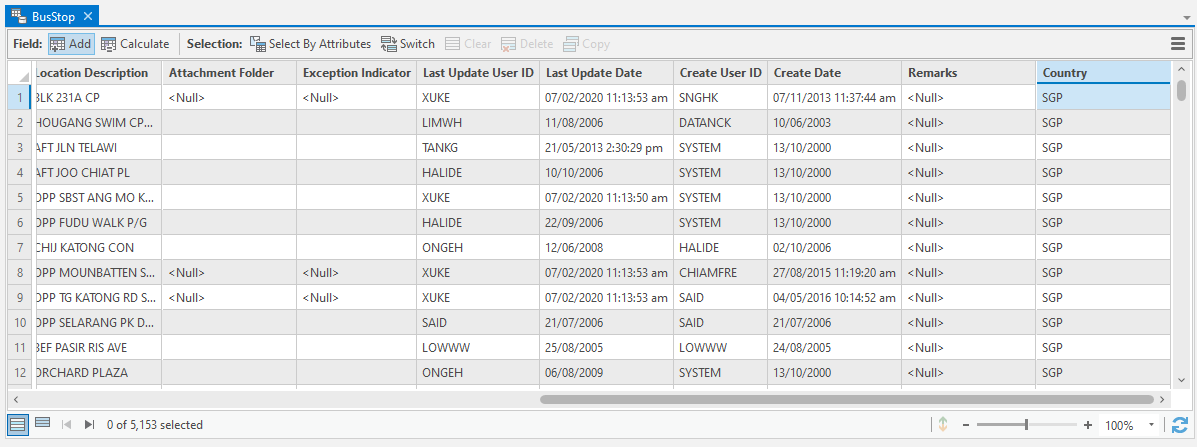 BusStop
Field: Add Calculate Selection: Select By Attributes Switch Clear Delete Copy
Location Description Attachment Folder Exception Indicator Last Update User ID Last Update Date Create User ID Create Date Remarks Country
1 BLK 231A CP <Null> <Null> XUKE 07/02/2020 11:13:53 am SNGHK 07/11/2013 11:37:44 am <Null> SGP
2 HOUGANG SWIM CP... LIMWH 11/08/2006 DATANCK 10/06/2003 <Null> SGP
3 AFT JLN TELAWI TANKG 21/05/2013 2:30:29 pm SYSTEM 13/10/2000 <Null> SGP
4 AFT JOO CHIAT PL HALIDE 10/10/2006 SYSTEM 13/10/2000 <Null> SGP
5 OPP SBST ANG MO K... XUKE 07/02/2020 11:13:50 am SYSTEM 13/10/2000 <Null> SGP
6 OPP FUDU WALK P/G HALIDE 22/09/2006 SYSTEM 13/10/2000 <Null> SGP
7 CHIJ KATONG CON ONGEH 12/06/2008 HALIDE 02/10/2006 <Null> SGP
8 OPP MOUNBATTEN S... <Null> <Null> XUKE 07/02/2020 11:13:53 am CHIAMFRE 27/08/2015 11:19:20 am <Null> SGP
9 OPP TG KATONG RD S... <Null> <Null> XUKE 07/02/2020 11:13:53 am SAID 04/05/2016 10:14:52 am <Null> SGP
10 OPP SELARANG PK D... SAID 21/07/2006 SAID 21/07/2006 <Null> SGP
11 BEF PASIR RIS AVE LOWWW 25/08/2005 LOWWW 24/08/2005 <Null> SGP
12 ORCHARD PLAZA ONGEH 06/08/2009 SYSTEM 13/10/2000 <Null> SGP
0 of 5,153 selected 100%